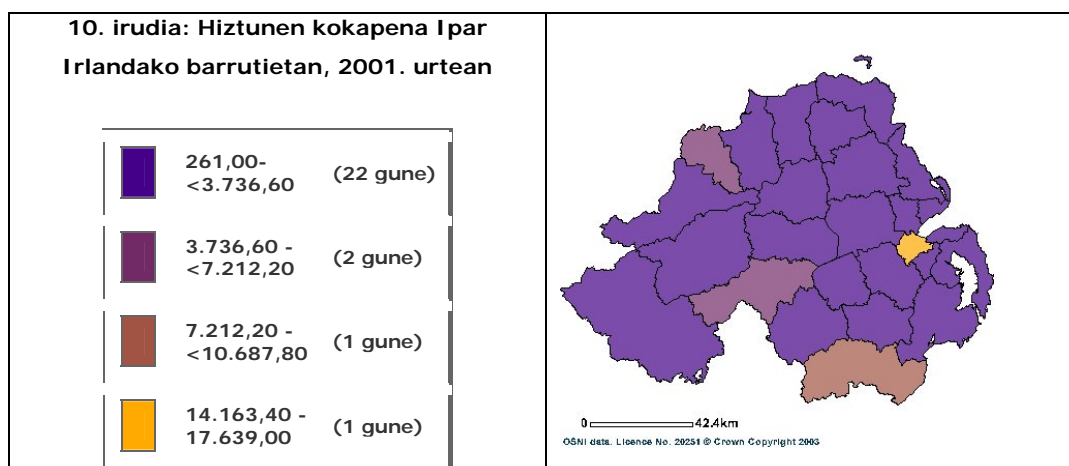 10. irudia: Hiztunen kokapena Ipar
Irlandako barrutietan, 2001. urtean
261,00-
<3.736,60 (22 gune)
3.736,60 -
<7.212,20 (2 gune)
7.212,20 -
<10.687,80 (1 gune)
14.163,40 -
17.639,00 (1 gune)
0 42.4km
OSNI data. Licence No. 20251 © Crown Copyright 2003